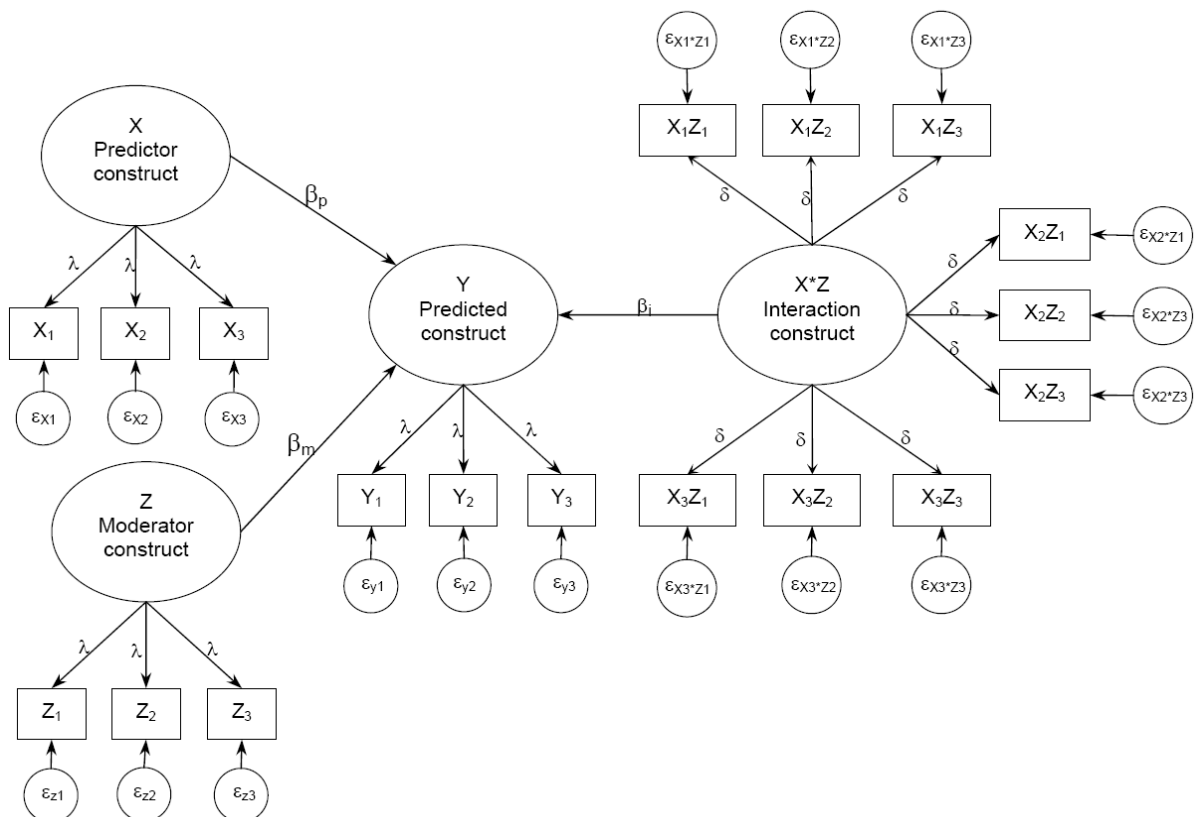 εX1*Z1
εX1*Z2
εX1*Z3
X1Z1
X1Z2
X1Z3
δ
δ
δ
X
Predictor
construct
βp
λ
λ
λ
X1
X2
X3
εX1
εX2
εX3
Y
Predicted
construct
βi
X*Z
Interaction
construct
δ
δ
δ
X2Z1
εX2*Z1
X2Z2
εX2*Z3
X2Z3
εX2*Z3
βm
λ
λ
λ
Y1
Y2
Y3
εy1
εy2
εy3
δ
δ
δ
X3Z1
X3Z2
X3Z3
εX3*Z1
εX3*Z2
εX3*Z3
Z
Moderator
construct
λ
λ
λ
Z1
Z2
Z3
εz1
εz2
εz3